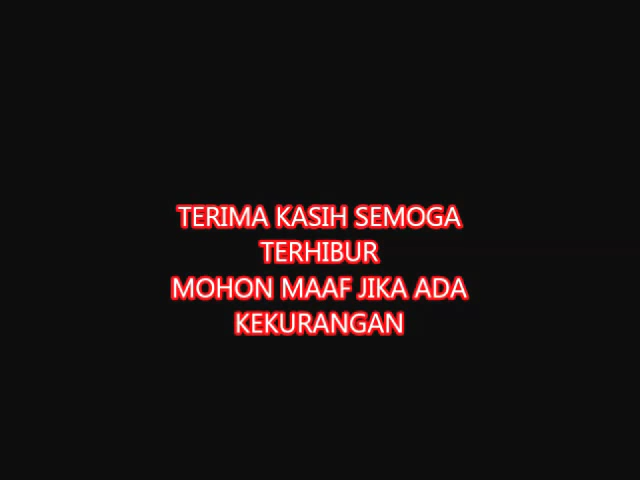 TERIMA KASIH SEMOGA
TERHIBUR
MOHON MAAF JIKA ADA
KEKURANGAN